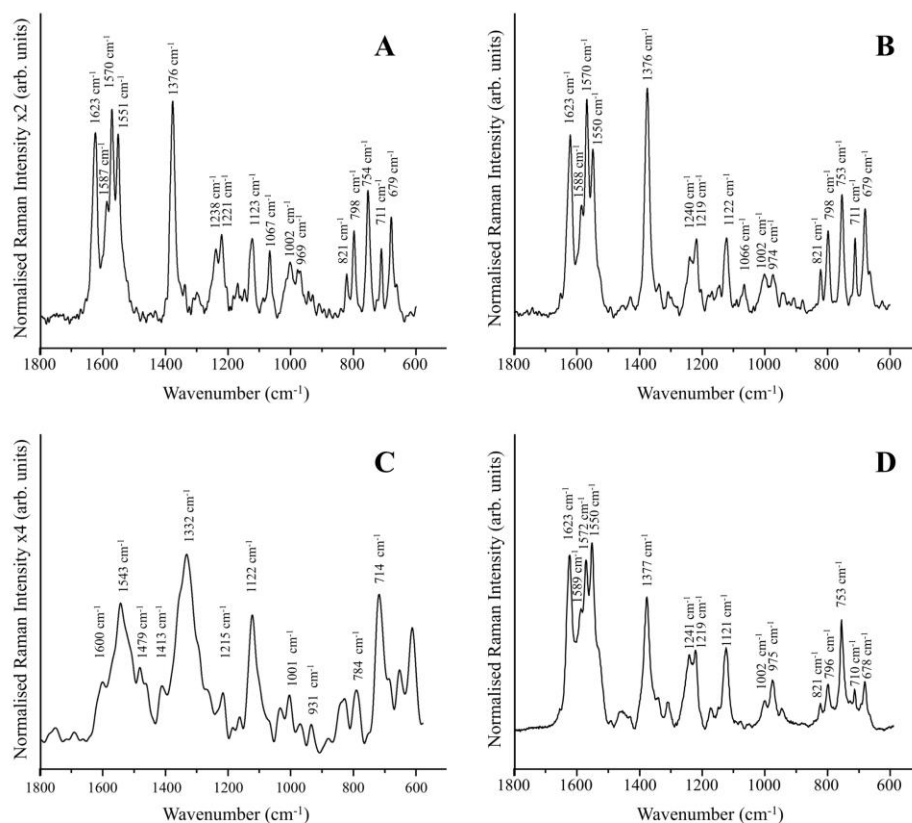 A
Normalised Raman Intensity x2 (arb. units)
1623 cm⁻¹
1587 cm⁻¹
1570 cm⁻¹
1551 cm⁻¹
1376 cm⁻¹
1238 cm⁻¹
1221 cm⁻¹
1123 cm⁻¹
1067 cm⁻¹
1002 cm⁻¹
969 cm⁻¹
821 cm⁻¹
798 cm⁻¹
754 cm⁻¹
711 cm⁻¹
679 cm⁻¹
1800 1600 1400 1200 1000 800 600
Wavenumber (cm⁻¹)
B
Normalised Raman Intensity (arb. units)
1623 cm⁻¹
1588 cm⁻¹
1570 cm⁻¹
1550 cm⁻¹
1376 cm⁻¹
1240 cm⁻¹
1219 cm⁻¹
1122 cm⁻¹
1066 cm⁻¹
1002 cm⁻¹
974 cm⁻¹
821 cm⁻¹
798 cm⁻¹
753 cm⁻¹
711 cm⁻¹
679 cm⁻¹
1800 1600 1400 1200 1000 800 600
Wavenumber (cm⁻¹)
C
Normalised Raman Intensity x4 (arb. units)
1600 cm⁻¹
1543 cm⁻¹
1479 cm⁻¹
1413 cm⁻¹
1332 cm⁻¹
1215 cm⁻¹
1122 cm⁻¹
1001 cm⁻¹
931 cm⁻¹
784 cm⁻¹
714 cm⁻¹
1800 1600 1400 1200 1000 800 600
Wavenumber (cm⁻¹)
D
Normalised Raman Intensity (arb. units)
1623 cm⁻¹
1589 cm⁻¹
1572 cm⁻¹
1550 cm⁻¹
1377 cm⁻¹
1241 cm⁻¹
1219 cm⁻¹
1121 cm⁻¹
1002 cm⁻¹
975 cm⁻¹
821 cm⁻¹
796 cm⁻¹
753 cm⁻¹
710 cm⁻¹
678 cm⁻¹
1800 1600 1400 1200 1000 800 600
Wavenumber (cm⁻¹)